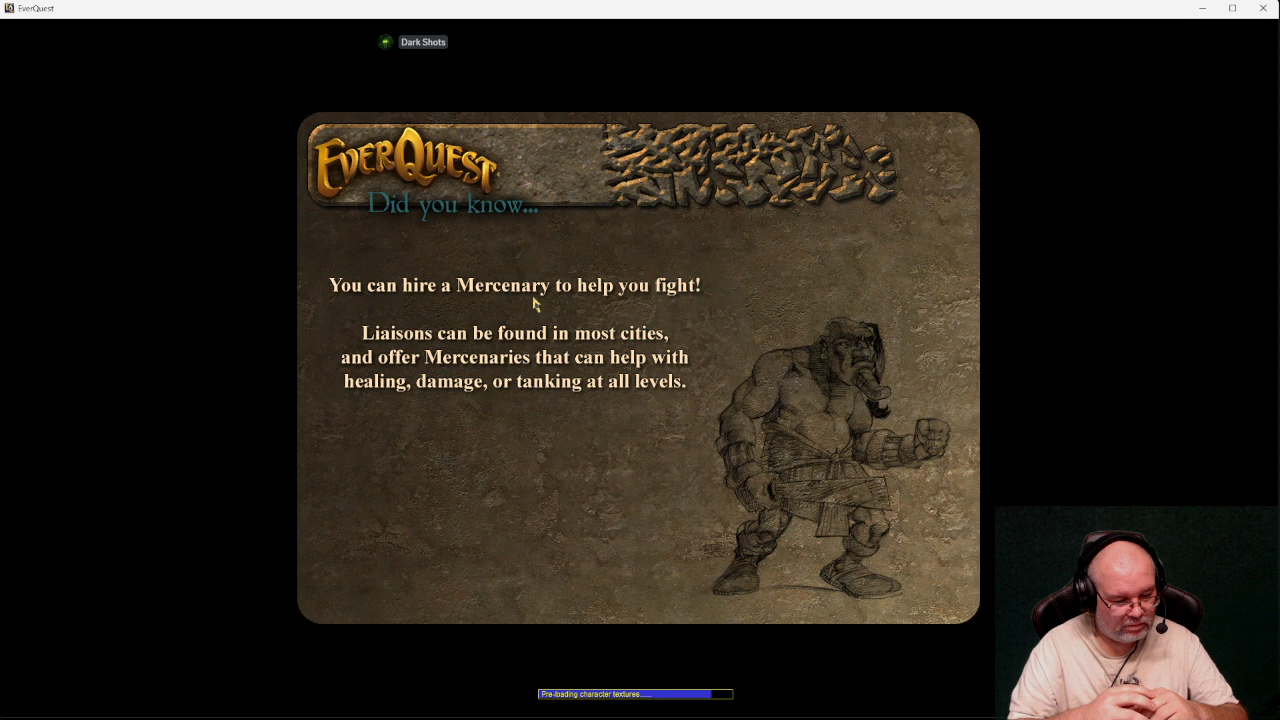 EverQuest
Dark Shots
EverQuest
Did you know...
You can hire a Mercenary to help you fight!
Liaisons can be found in most cities,
and offer Mercenaries that can help with
healing, damage, or tanking at all levels.
Pre-loading character textures......